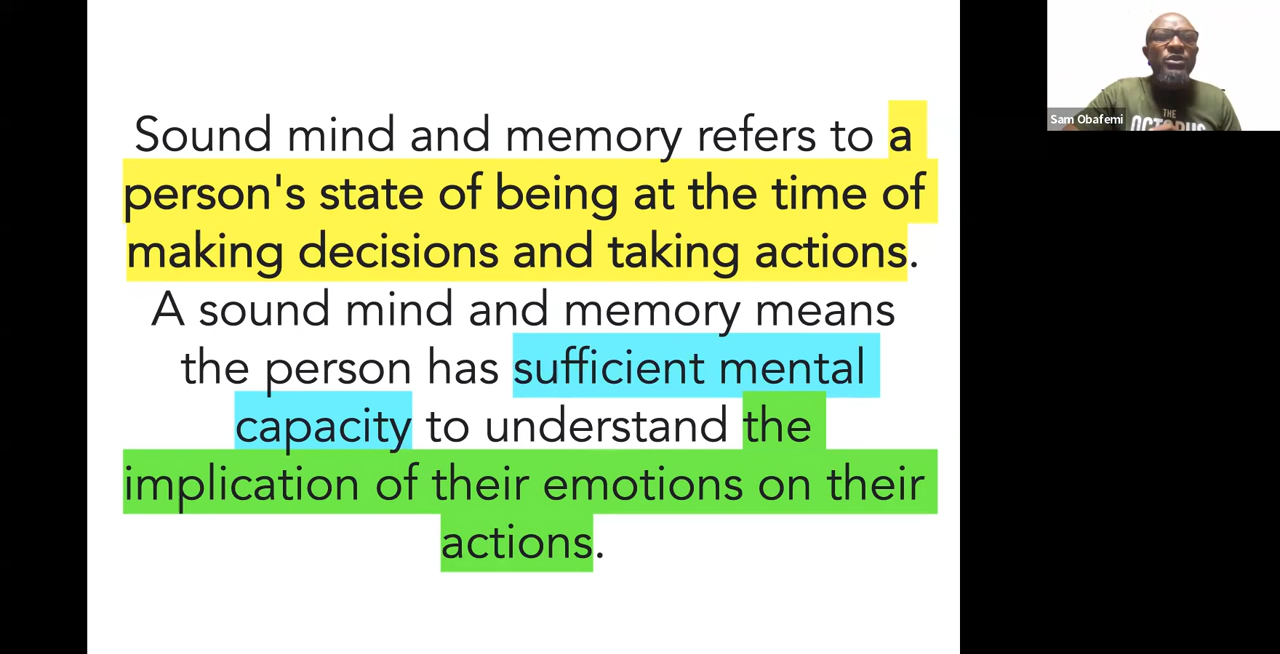 Sound mind and memory refers to a
person's state of being at the time of
making decisions and taking actions.
A sound mind and memory means
the person has sufficient mental
capacity to understand the
implication of their emotions on their
actions.
Sam Obafemi
THE